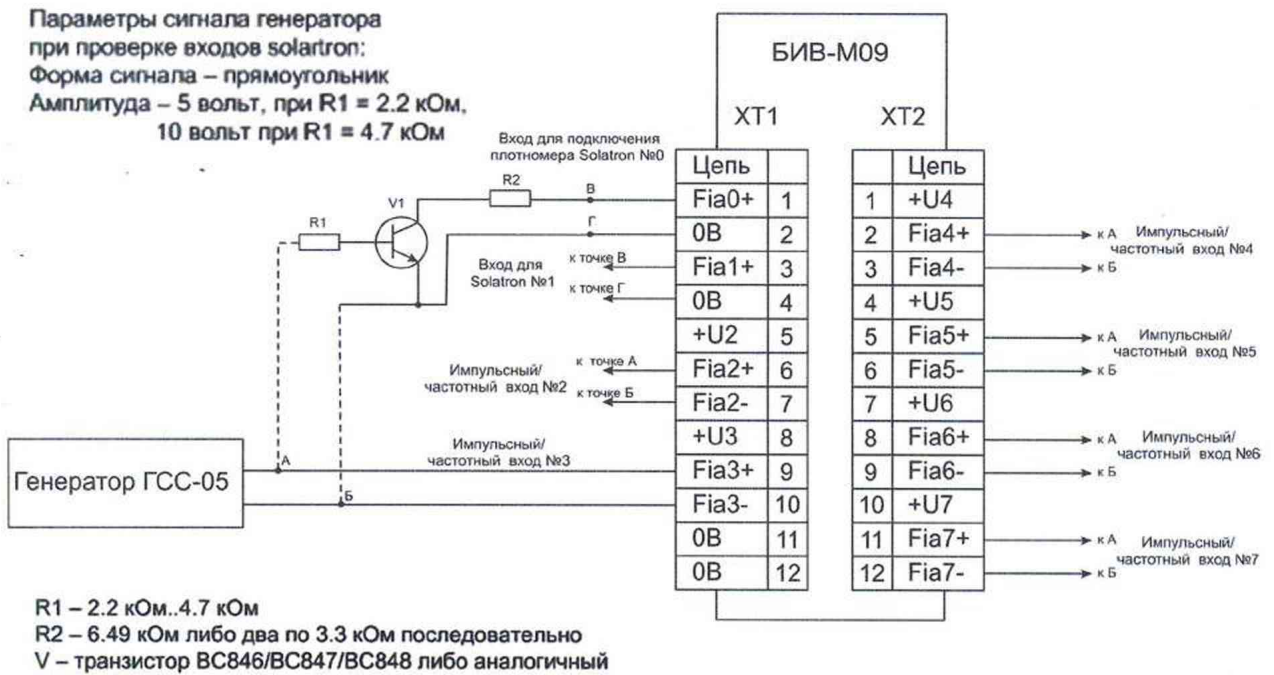 Параметры сигнала генератора
при проверке входов solartron:
Форма сигнала – прямоугольник
Амплитуда – 5 вольт, при R1 = 2.2 кОм,
10 вольт при R1 = 4.7 кОм
БИВ-М09
XT1
XT2
Вход для подключения
плотномера Solatron №0
Цепь
Fia0+ 1
0В 2
Fia1+ 3
0В 4
+U2 5
Fia2+ 6
Fia2- 7
+U3 8
Fia3+ 9
Fia3- 10
0В 11
0В 12
Цепь
1 +U4
2 Fia4+
3 Fia4-
4 +U5
5 Fia5+
6 Fia5-
7 +U6
8 Fia6+
9 Fia6-
10 +U7
11 Fia7+
12 Fia7-
R2
В
V1
R1
Г
Вход для
Solatron №1
к точке В
к точке Г
Импульсный/
частотный вход №2
к точке А
к точке Б
Импульсный/
частотный вход №3
А
Б
Генератор ГСС-05
к А
Импульсный/
частотный вход №4
к Б
к А
Импульсный/
частотный вход №5
к Б
к А
Импульсный/
частотный вход №6
к Б
к А
Импульсный/
частотный вход №7
к Б
R1 – 2.2 кОм..4.7 кОм
R2 – 6.49 кОм либо два по 3.3 кОм последовательно
V – транзистор BC846/BC847/BC848 либо аналогичный